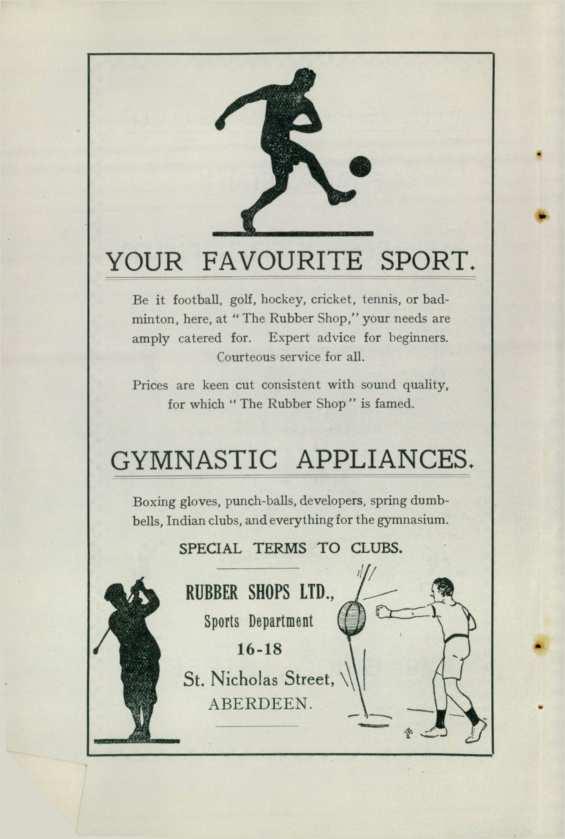 YOUR FAVOURITE SPORT.
Be it football, golf, hockey, cricket, tennis, or bad-
minton, here, at “ The Rubber Shop,” your needs are
amply catered for. Expert advice for beginners.
Courteous service for all.
Prices are keen cut consistent with sound quality,
for which “ The Rubber Shop ” is famed.
GYMNASTIC APPLIANCES.
Boxing gloves, punch-balls, developers, spring dumb-
bells, Indian clubs, and everything for the gymnasium.
SPECIAL TERMS TO CLUBS.
RUBBER SHOPS LTD.,
Sports Department
16-18
St. Nicholas Street,
ABERDEEN.